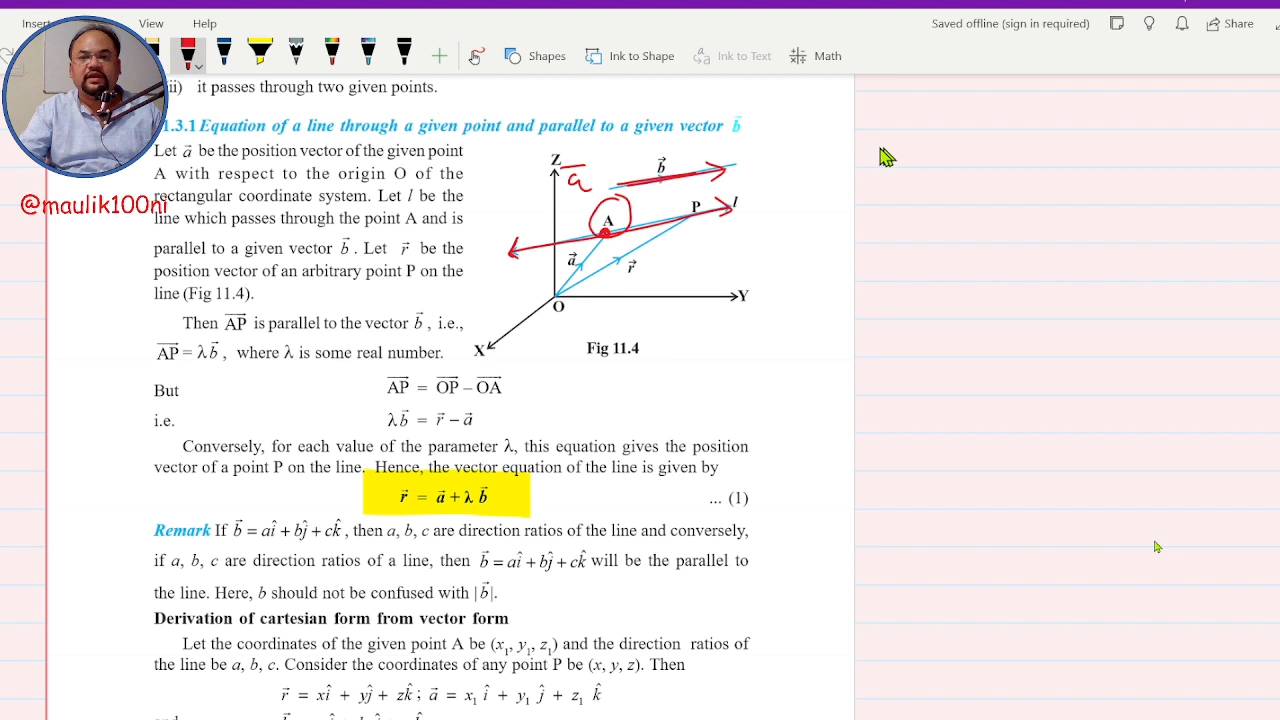 Insert View Help Saved offline (sign in required) Share
Shapes Ink to Shape Ink to Text Math
ii) it passes through two given points.
1.3.1 Equation of a line through a given point and parallel to a given vector b⃗
Let a⃗ be the position vector of the given point
A with respect to the origin O of the
rectangular coordinate system. Let l be the
line which passes through the point A and is
parallel to a given vector b⃗ . Let r⃗ be the
position vector of an arbitrary point P on the
line (Fig 11.4).
@maulik100ni
Z
a̅
b⃗
A
P
l
a⃗
r⃗
O
Y
X
Fig 11.4
Then AP⃗ is parallel to the vector b⃗ , i.e.,
AP⃗ = λb⃗ , where λ is some real number.
But AP⃗ = OP⃗ – OA⃗
i.e. λb⃗ = r⃗ – a⃗
Conversely, for each value of the parameter λ, this equation gives the position
vector of a point P on the line. Hence, the vector equation of the line is given by
r⃗ = a⃗ + λ b⃗ ... (1)
Remark If b⃗ = aî + bĵ + ck̂ , then a, b, c are direction ratios of the line and conversely,
if a, b, c are direction ratios of a line, then b⃗ = aî + bĵ + ck̂ will be the parallel to
the line. Here, b should not be confused with |b⃗|.
Derivation of cartesian form from vector form
Let the coordinates of the given point A be (x₁, y₁, z₁) and the direction ratios of
the line be a, b, c. Consider the coordinates of any point P be (x, y, z). Then
r⃗ = xî + yĵ + zk̂ ; a⃗ = x₁ î + y₁ ĵ + z₁ k̂